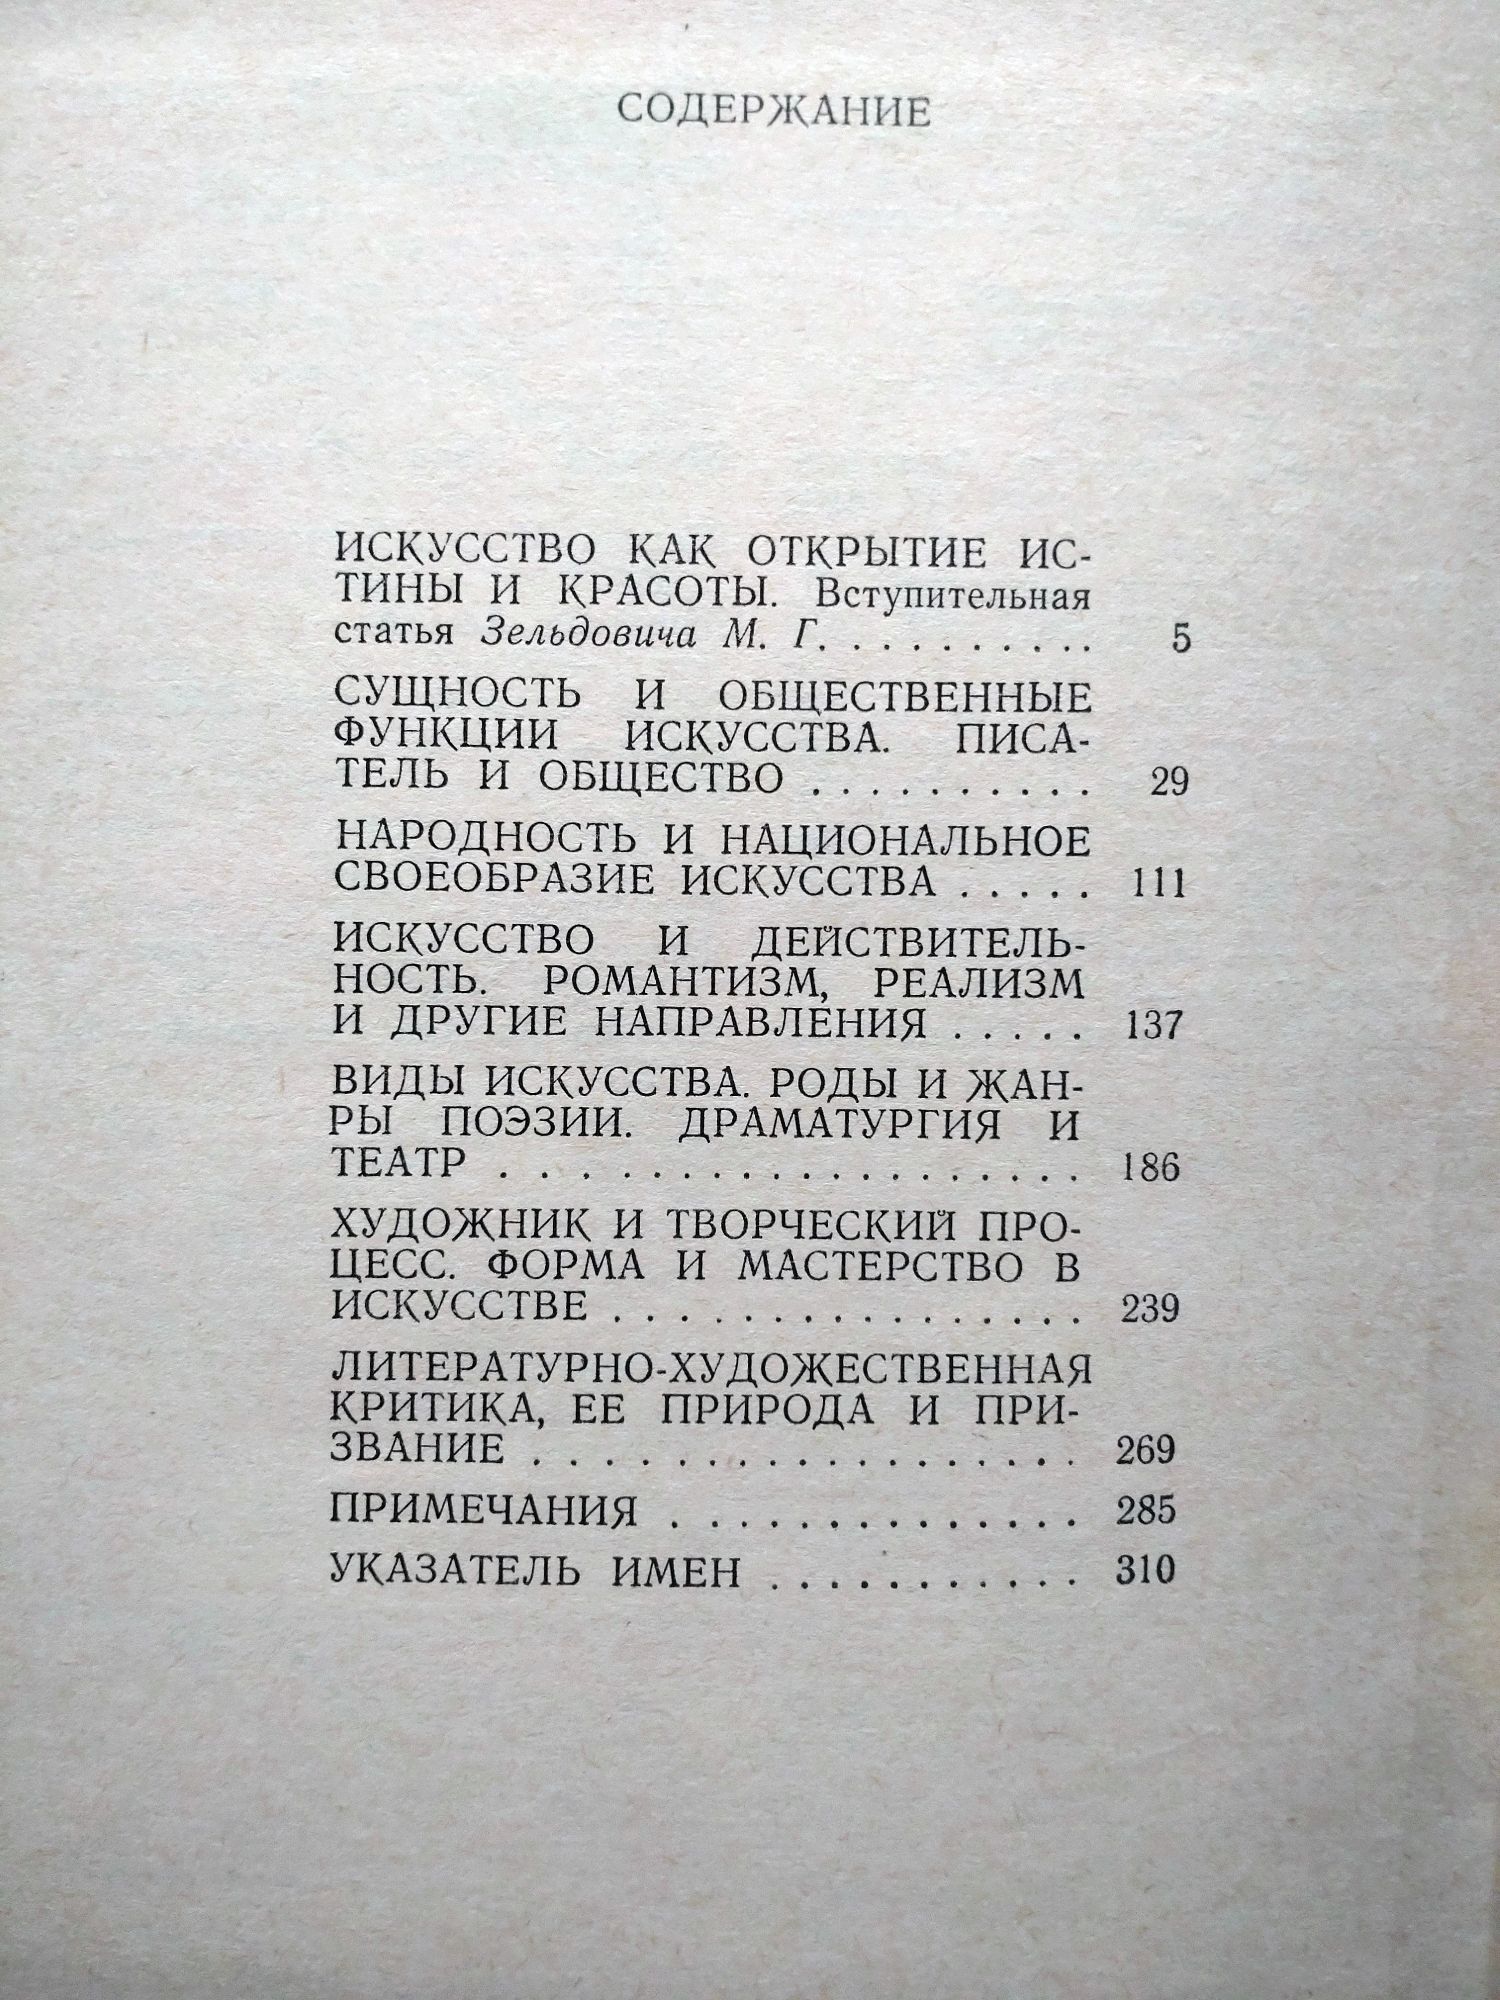 СОДЕРЖАНИЕ
ИСКУССТВО КАК ОТКРЫТИЕ ИС-
ТИНЫ И КРАСОТЫ. Вступительная
статья Зельдовича М. Г. . . . . . . . . . . 5
СУЩНОСТЬ И ОБЩЕСТВЕННЫЕ
ФУНКЦИИ ИСКУССТВА. ПИСА-
ТЕЛЬ И ОБЩЕСТВО . . . . . . . . . . 29
НАРОДНОСТЬ И НАЦИОНАЛЬНОЕ
СВОЕОБРАЗИЕ ИСКУССТВА . . . . . 111
ИСКУССТВО И ДЕЙСТВИТЕЛЬ-
НОСТЬ. РОМАНТИЗМ, РЕАЛИЗМ
И ДРУГИЕ НАПРАВЛЕНИЯ . . . . . 137
ВИДЫ ИСКУССТВА. РОДЫ И ЖАН-
РЫ ПОЭЗИИ. ДРАМАТУРГИЯ И
ТЕАТР . . . . . . . . . . . . . . . . . . . 186
ХУДОЖНИК И ТВОРЧЕСКИЙ ПРО-
ЦЕСС. ФОРМА И МАСТЕРСТВО В
ИСКУССТВЕ . . . . . . . . . . . . . . . 239
ЛИТЕРАТУРНО-ХУДОЖЕСТВЕННАЯ
КРИТИКА, ЕЕ ПРИРОДА И ПРИ-
ЗВАНИЕ . . . . . . . . . . . . . . . . . . 269
ПРИМЕЧАНИЯ . . . . . . . . . . . . . . 285
УКАЗАТЕЛЬ ИМЕН . . . . . . . . . . . 310